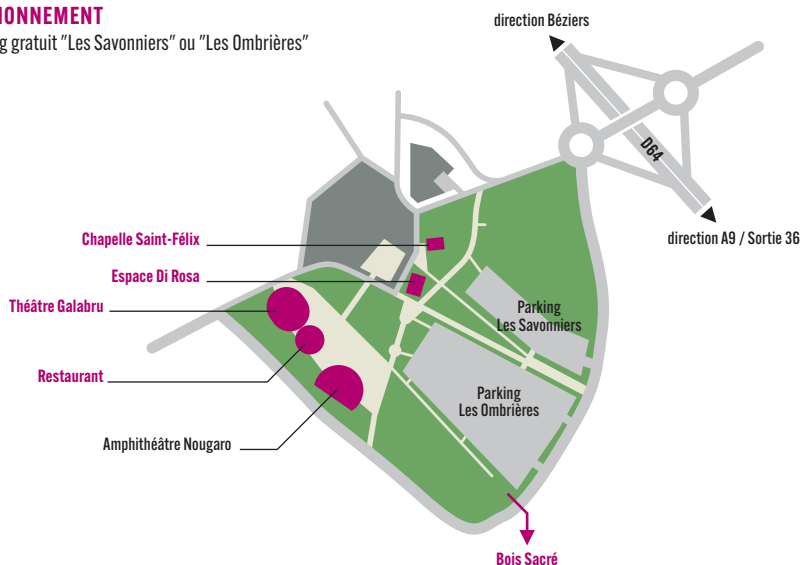 IONNEMENT
g gratuit "Les Savonniers" ou "Les Ombrières"
direction Béziers
D64
direction A9 / Sortie 36
Chapelle Saint-Félix
Espace Di Rosa
Théâtre Galabru
Parking
Les Savonniers
Restaurant
Parking
Les Ombrières
Amphithéâtre Nougaro
Bois Sacré